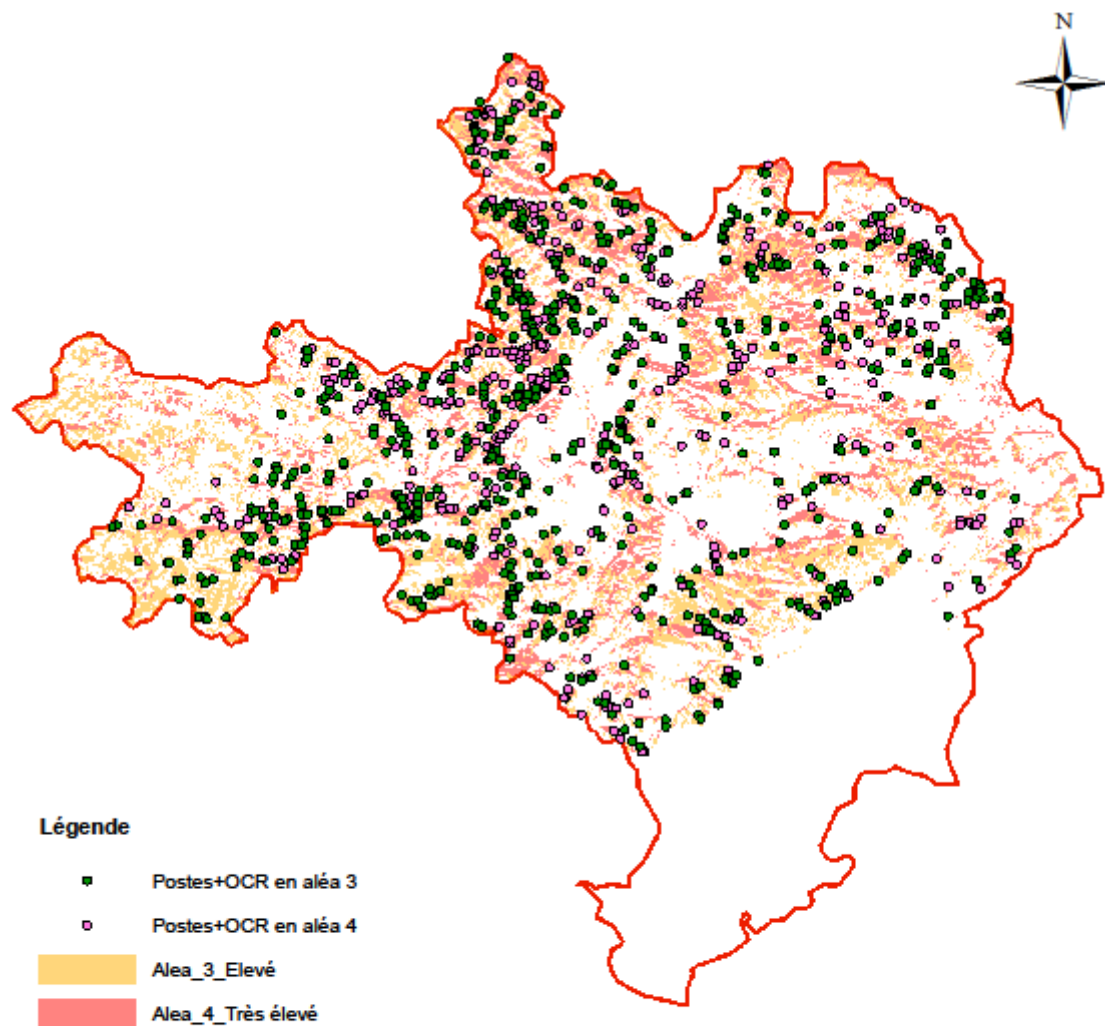 N
Légende
Postes+OCR en aléa 3
Postes+OCR en aléa 4
Alea_3_Elevé
Alea_4_Très élevé